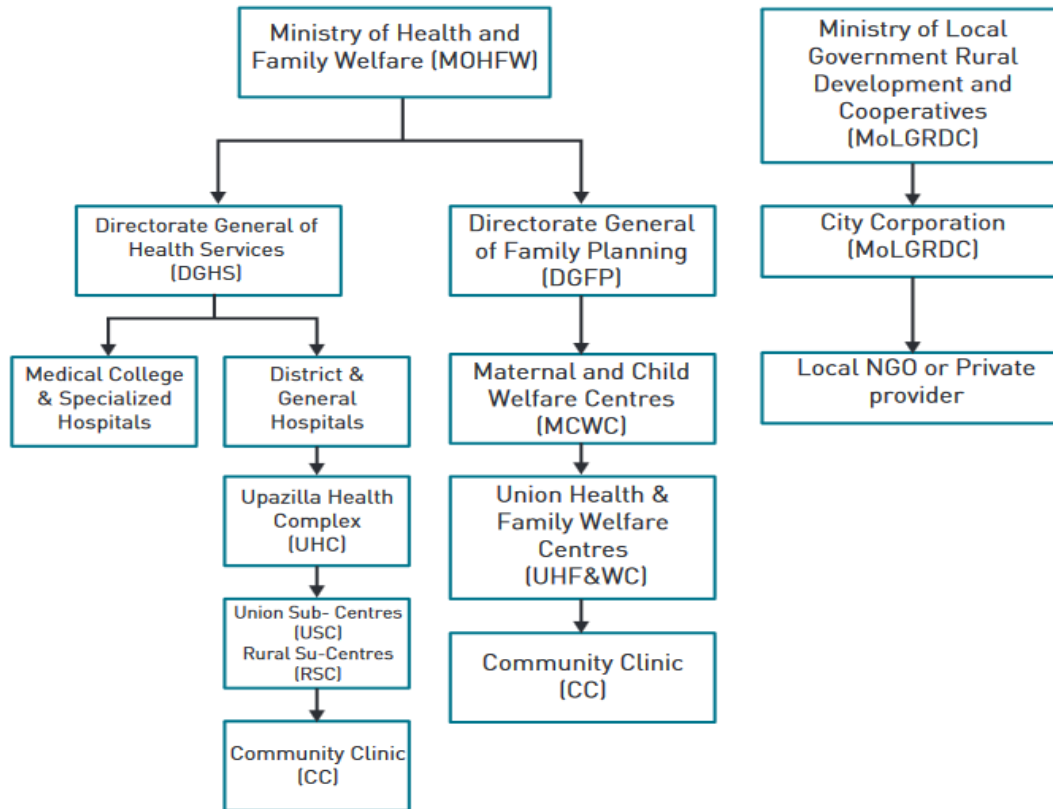 Ministry of Health and
Family Welfare (MOHFW)
Ministry of Local
Government Rural
Development and
Cooperatives
(MoLGRDC)
Directorate General of
Health Services
(DGHS)
Directorate General
of Family Planning
(DGFP)
City Corporation
(MoLGRDC)
Medical College
& Specialized
Hospitals
District &
General
Hospitals
Maternal and Child
Welfare Centres
(MCWC)
Local NGO or Private
provider
Upazilla Health
Complex
(UHC)
Union Health &
Family Welfare
Centres
(UHF&WC)
Union Sub- Centres
(USC)
Rural Su-Centres
(RSC)
Community Clinic
(CC)
Community Clinic
(CC)